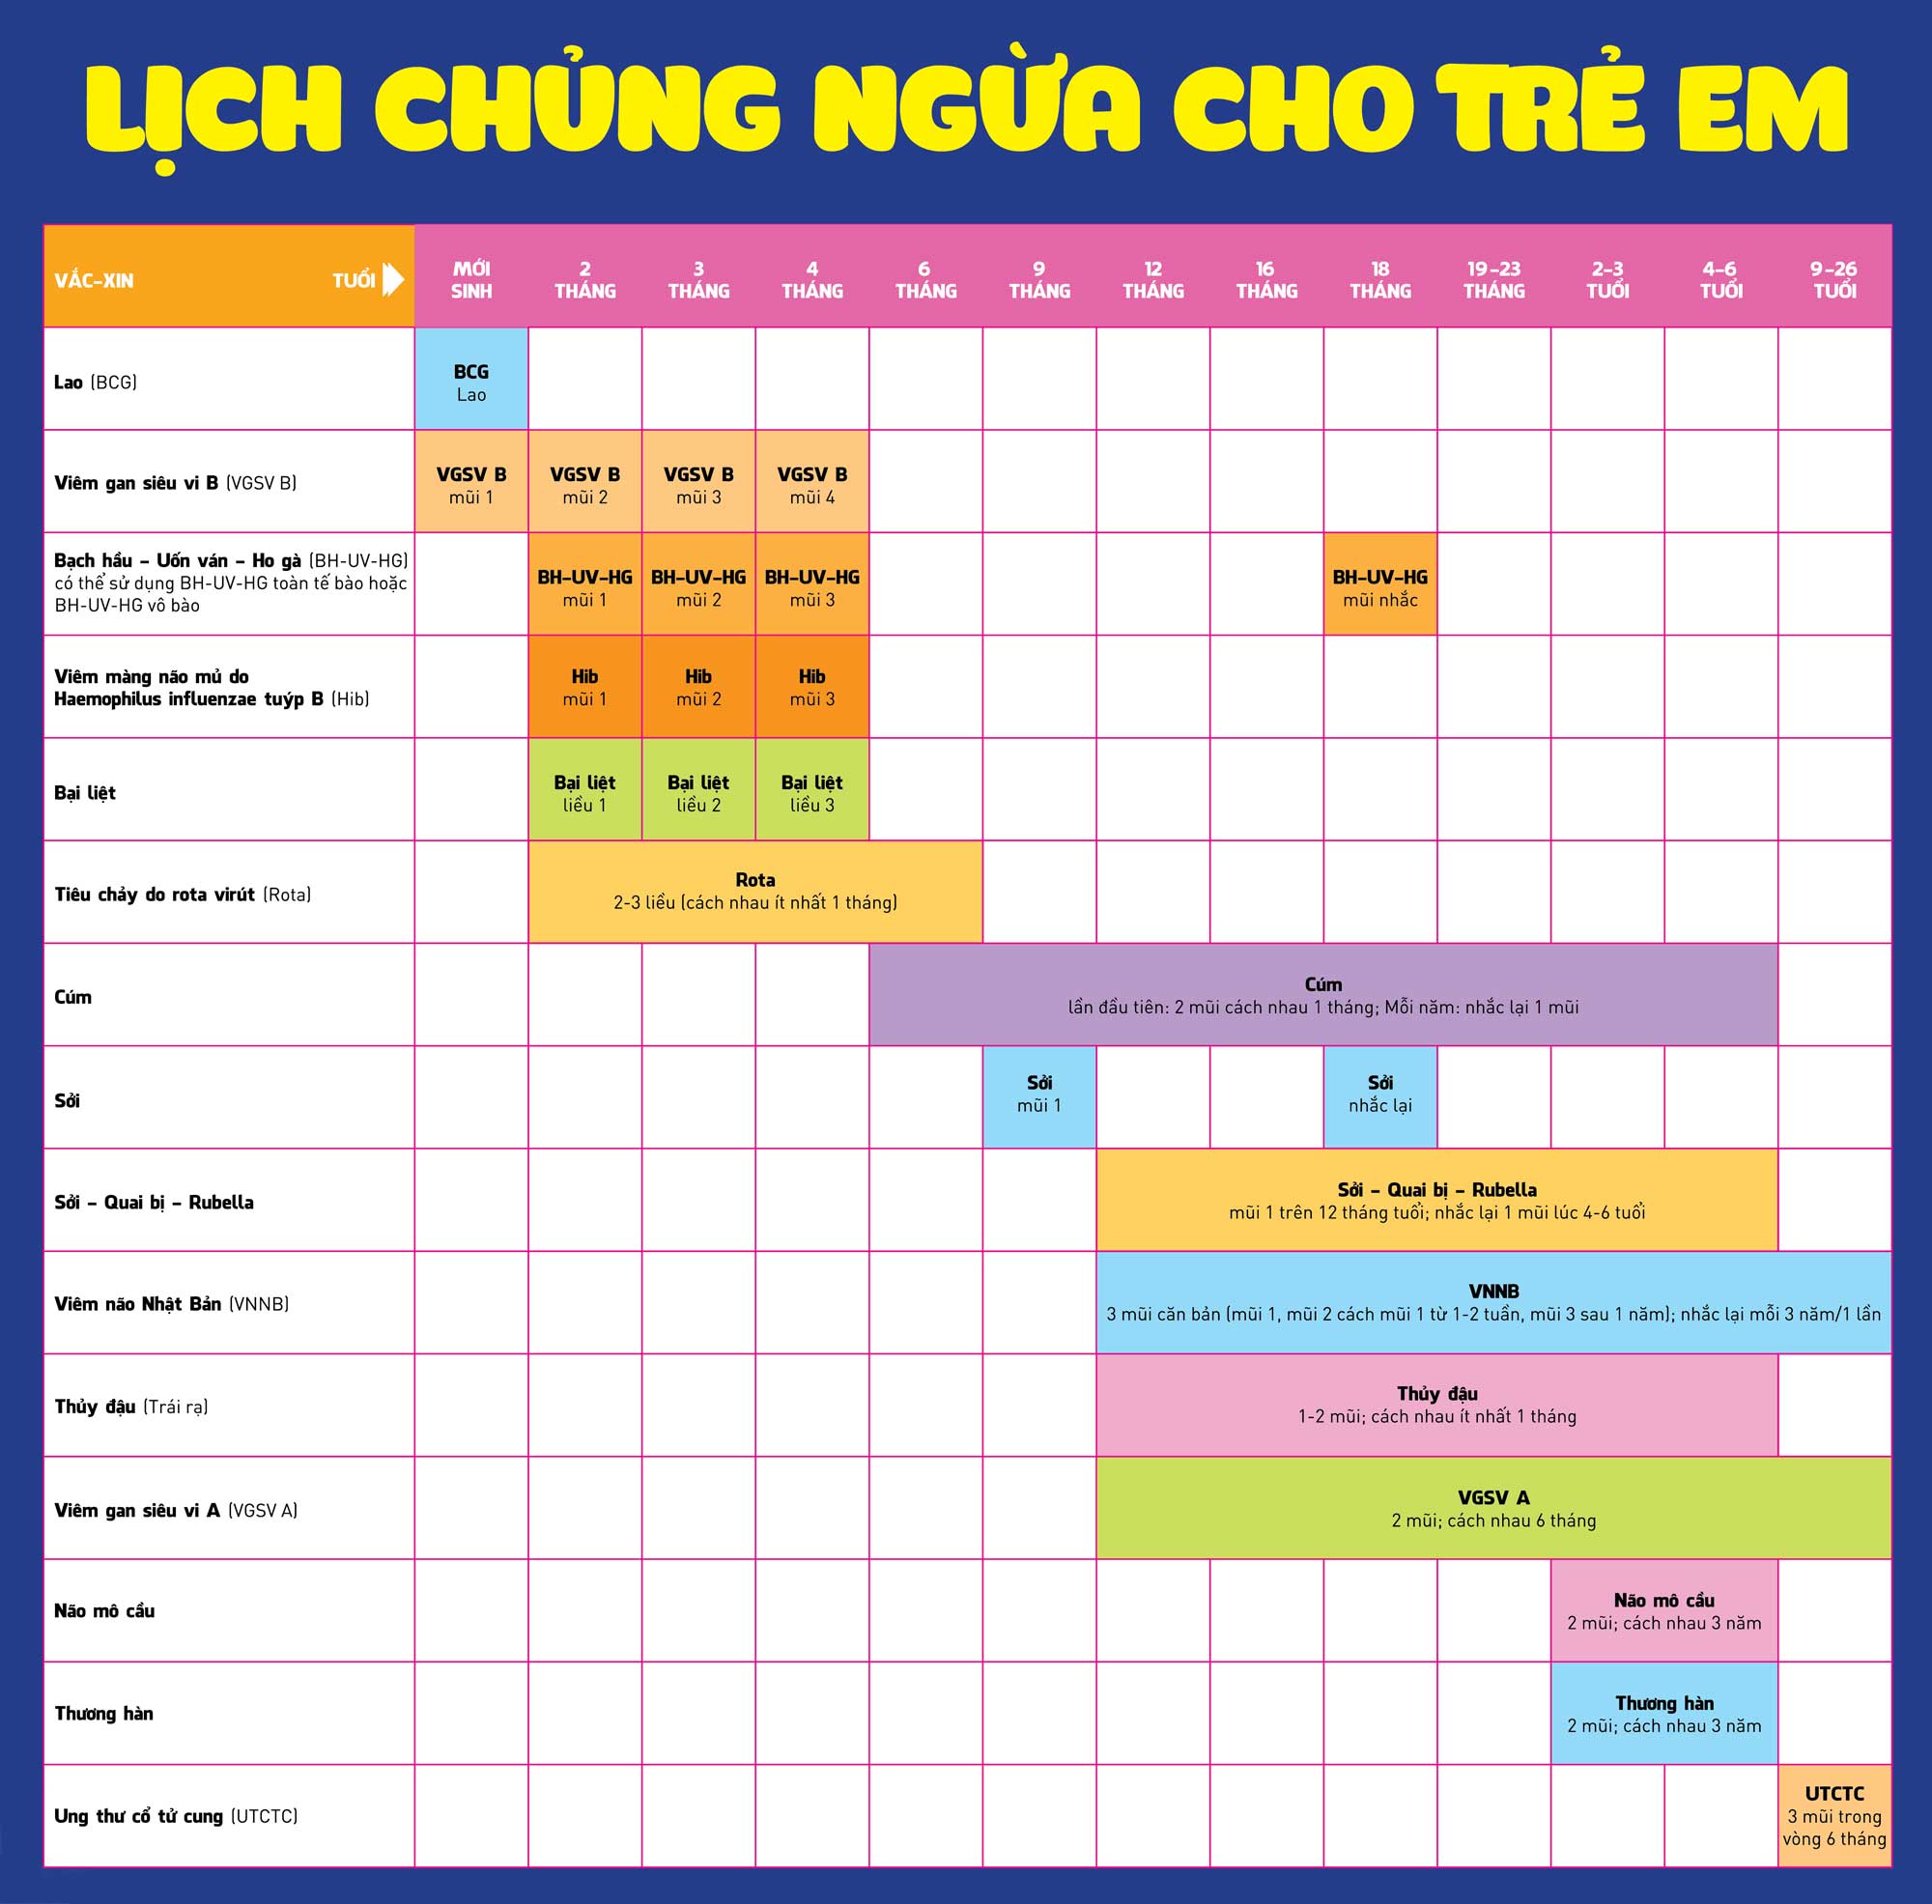 LỊCH CHỦNG NGỪA CHO TRẺ EM
VẮC-XIN TUỔI
MỚI SINH
2 THÁNG
3 THÁNG
4 THÁNG
6 THÁNG
9 THÁNG
12 THÁNG
16 THÁNG
18 THÁNG
19-23 THÁNG
2-3 TUỔI
4-6 TUỔI
9-26 TUỔI
Lao (BCG)
BCG
Lao
Viêm gan siêu vi B (VGSV B)
VGSV B
mũi 1
VGSV B
mũi 2
VGSV B
mũi 3
VGSV B
mũi 4
Bạch hầu – Uốn ván – Ho gà (BH-UV-HG)
có thể sử dụng BH-UV-HG toàn tế bào hoặc
BH-UV-HG vô bào
BH-UV-HG
mũi 1
BH-UV-HG
mũi 2
BH-UV-HG
mũi 3
BH-UV-HG
mũi nhắc
Viêm màng não mủ do
Haemophilus influenzae tuýp B (Hib)
Hib
mũi 1
Hib
mũi 2
Hib
mũi 3
Bại liệt
Bại liệt
liều 1
Bại liệt
liều 2
Bại liệt
liều 3
Tiêu chảy do rota virút (Rota)
Rota
2-3 liều (cách nhau ít nhất 1 tháng)
Cúm
Cúm
lần đầu tiên: 2 mũi cách nhau 1 tháng; Mỗi năm: nhắc lại 1 mũi
Sởi
Sởi
mũi 1
Sởi
nhắc lại
Sởi – Quai bị – Rubella
Sởi – Quai bị – Rubella
mũi 1 trên 12 tháng tuổi; nhắc lại 1 mũi lúc 4-6 tuổi
Viêm não Nhật Bản (VNNB)
VNNB
3 mũi căn bản (mũi 1, mũi 2 cách mũi 1 từ 1-2 tuần, mũi 3 sau 1 năm); nhắc lại mỗi 3 năm/1 lần
Thủy đậu (Trái rạ)
Thủy đậu
1-2 mũi; cách nhau ít nhất 1 tháng
Viêm gan siêu vi A (VGSV A)
VGSV A
2 mũi; cách nhau 6 tháng
Não mô cầu
Não mô cầu
2 mũi; cách nhau 3 năm
Thương hàn
Thương hàn
2 mũi; cách nhau 3 năm
Ung thư cổ tử cung (UTCTC)
UTCTC
3 mũi trong
vòng 6 tháng